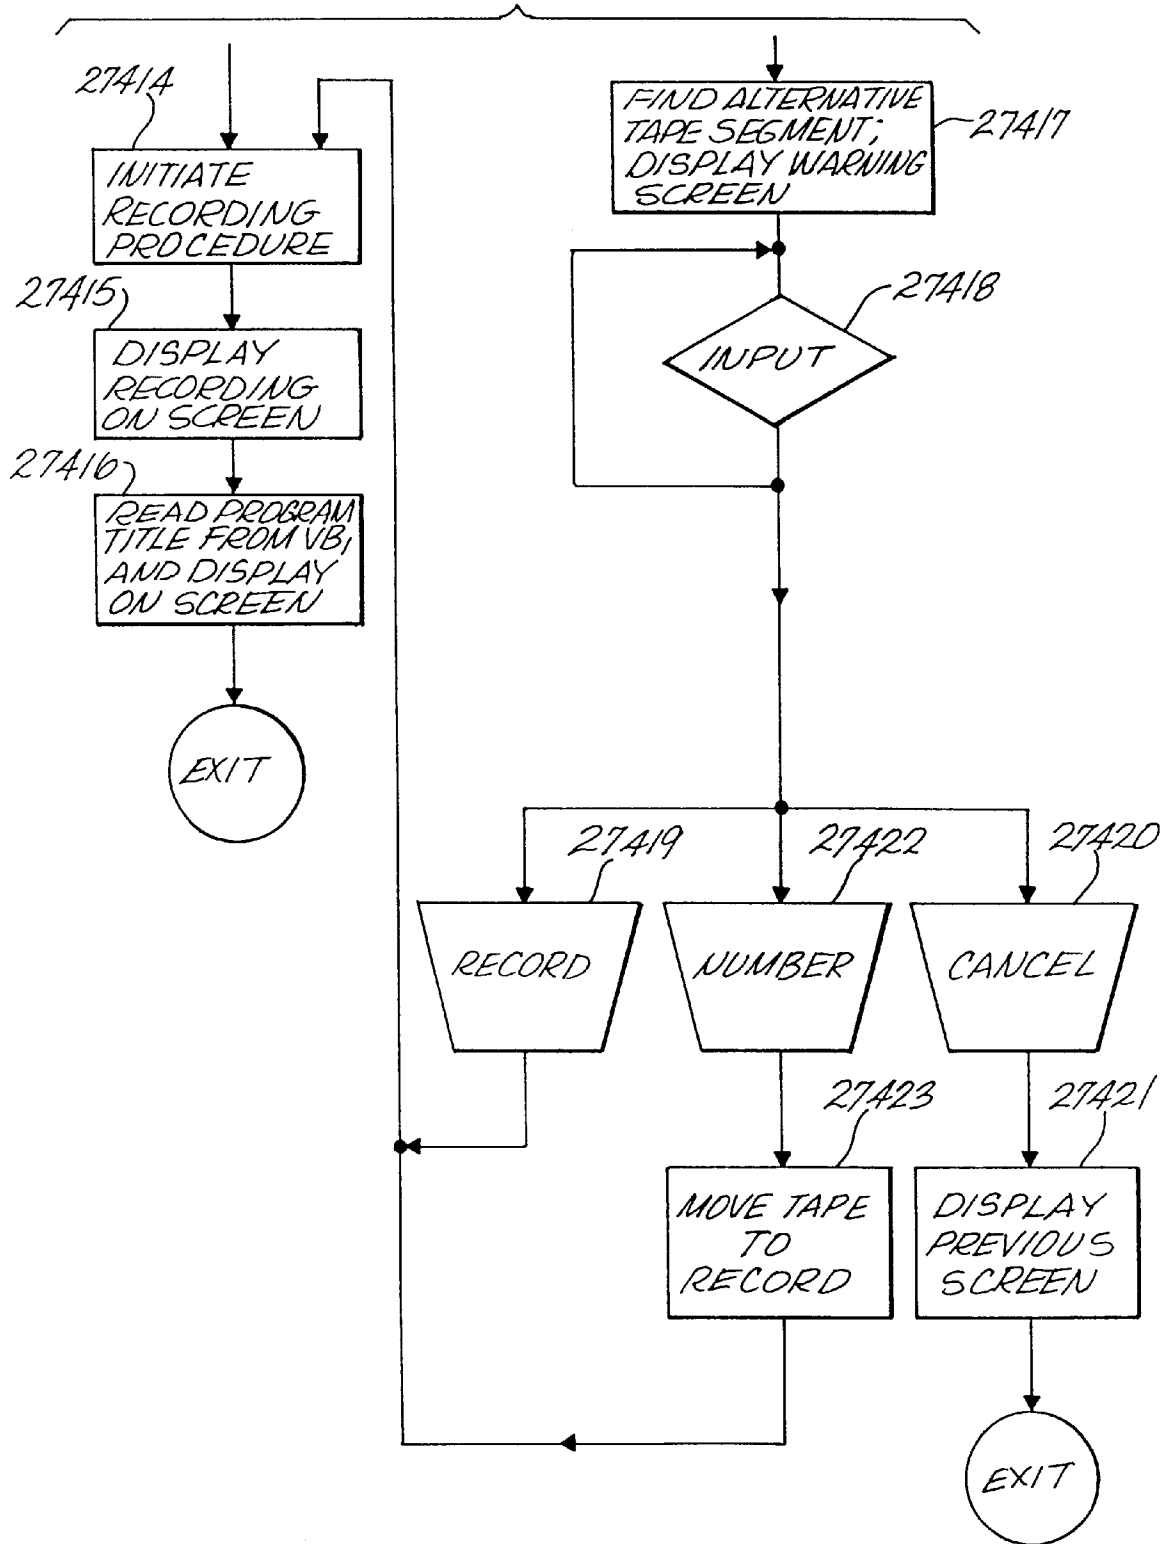 27414
INITIATE
RECORDING
PROCEDURE
27415
DISPLAY
RECORDING
ON SCREEN
27416
READ PROGRAM
TITLE FROM VB,
AND DISPLAY
ON SCREEN
EXIT
FIND ALTERNATIVE
TAPE SEGMENT;
DISPLAY WARNING
SCREEN
27417
27418
INPUT
27419
RECORD
27422
NUMBER
27420
CANCEL
27423
MOVE TAPE
TO
RECORD
27421
DISPLAY
PREVIOUS
SCREEN
EXIT